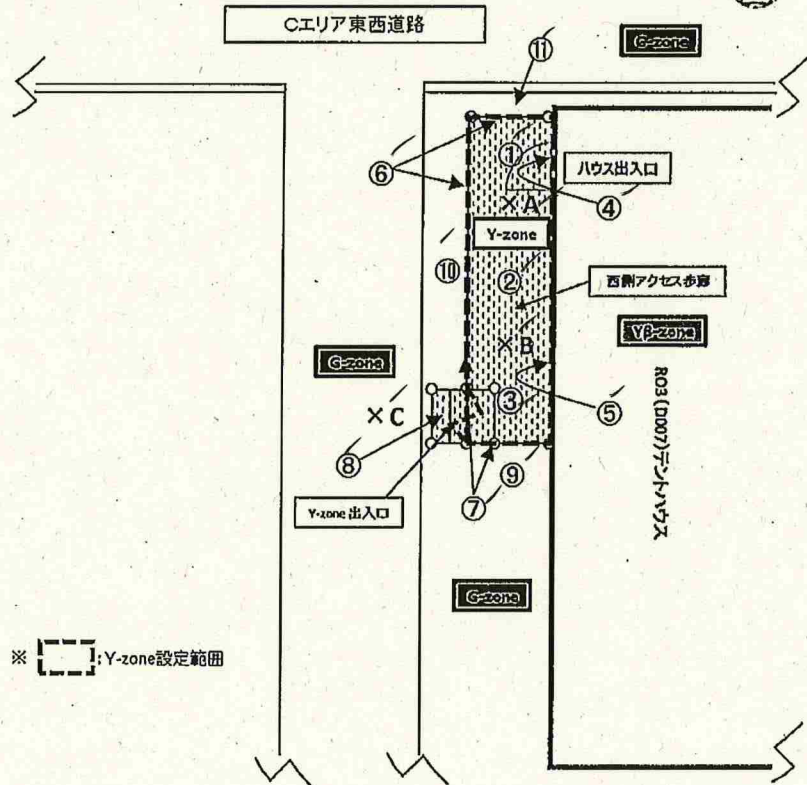 Cエリア東西道路
G-zone
⑪
①
⑥
ハウス出入口
④
×A
Y-zone
⑩
②
西側アクセス歩廊
Yβ-zone
×B
G-zone
×C
③
⑤
⑧
⑦
⑨
Y-zone出入口
RO3(D007)テントハウス
G-zone
※ :Y-zone設定範囲